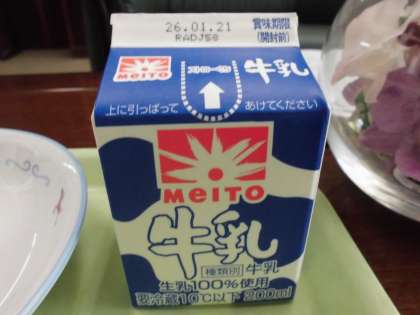 26.01.21
RADJ58
賞味期限
(開封前)
MEITO
ストロー口
牛乳
上に引っぱって
あけてください
MEITO
牛乳
種類別 牛乳
生乳100%使用
要冷蔵10℃以下 200ml